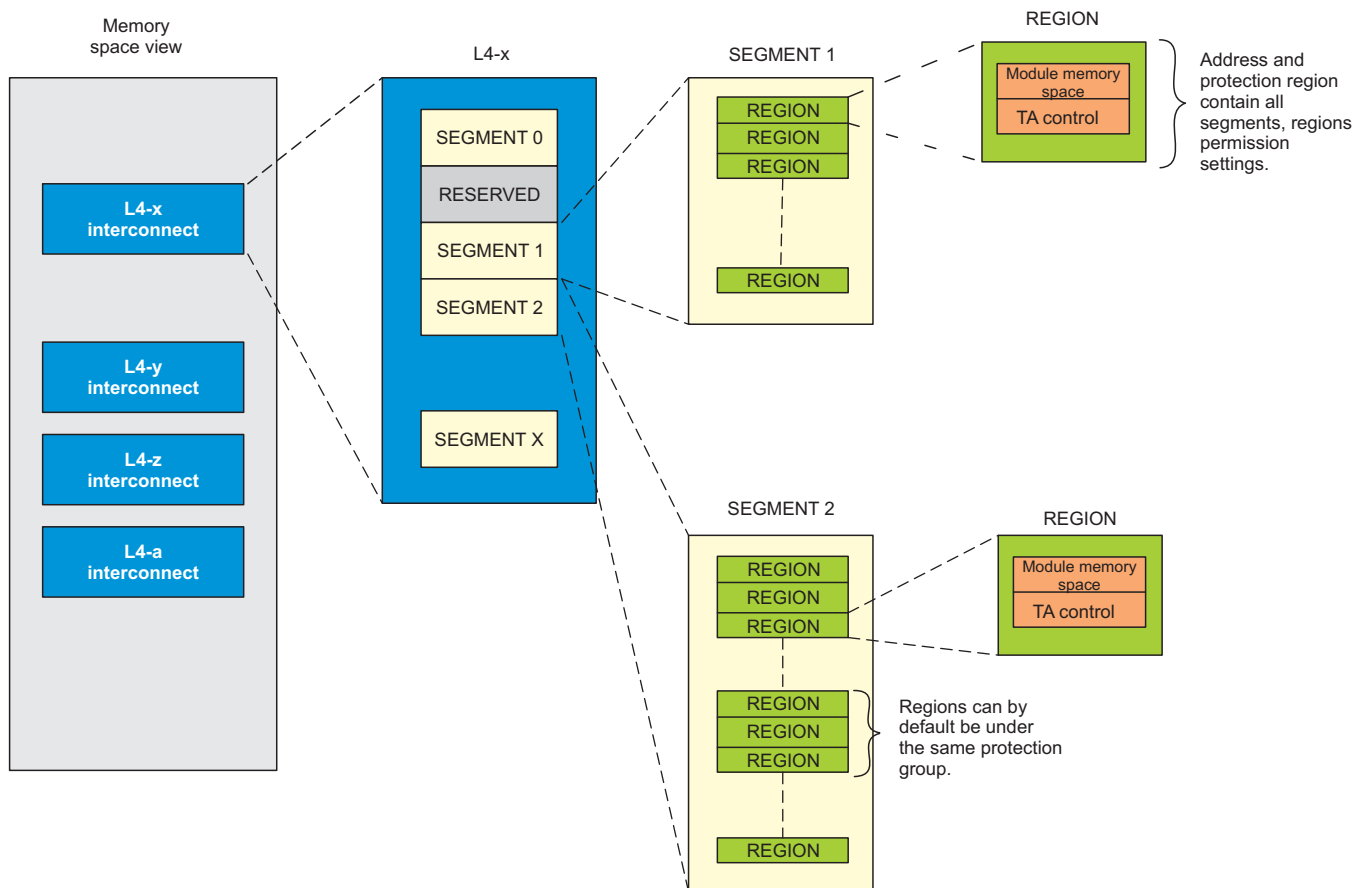 Memory
space view
L4-x
interconnect
L4-y
interconnect
L4-z
interconnect
L4-a
interconnect
L4-x
SEGMENT 0
RESERVED
SEGMENT 1
SEGMENT 2
SEGMENT X
SEGMENT 1
REGION
REGION
REGION
REGION
REGION
Module memory
space
TA control
Address and
protection region
contain all
segments, regions
permission
settings.
SEGMENT 2
REGION
REGION
REGION
REGION
REGION
REGION
REGION
REGION
Module memory
space
TA control
Regions can by
default be under
the same protection
group.